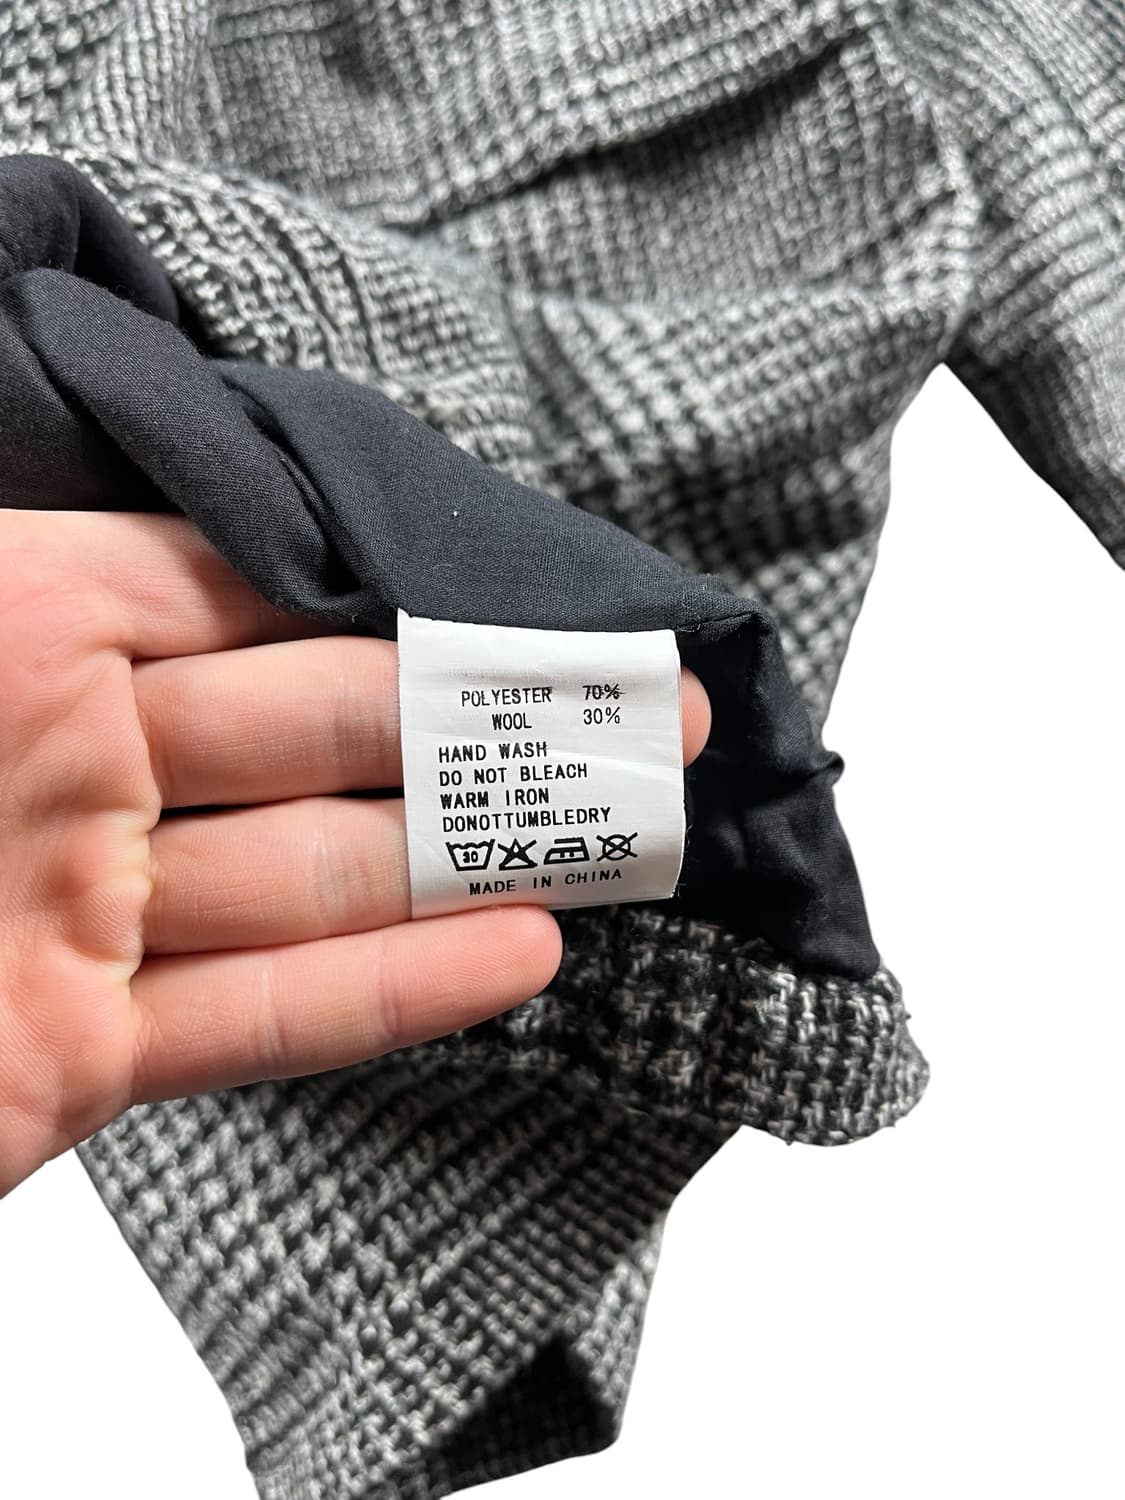 POLYESTER 70%
WOOL 30%
HAND WASH
DO NOT BLEACH
WARM IRON
DONOTTUMBLEDRY
30
MADE IN CHINA